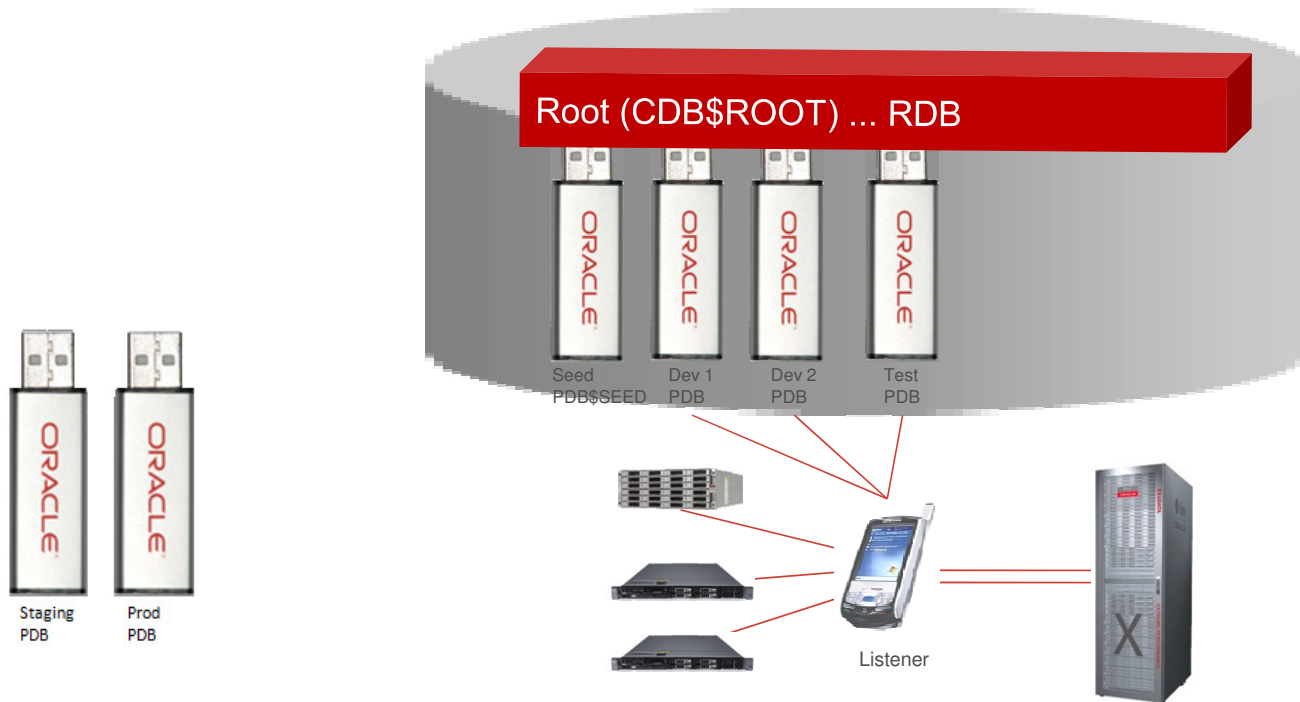 Root (CDB$ROOT) ... RDB
ORACLE
ORACLE
ORACLE
ORACLE
Seed
PDB$SEED
Dev 1
PDB
Dev 2
PDB
Test
PDB
ORACLE
ORACLE
Staging
PDB
Prod
PDB
Listener
X